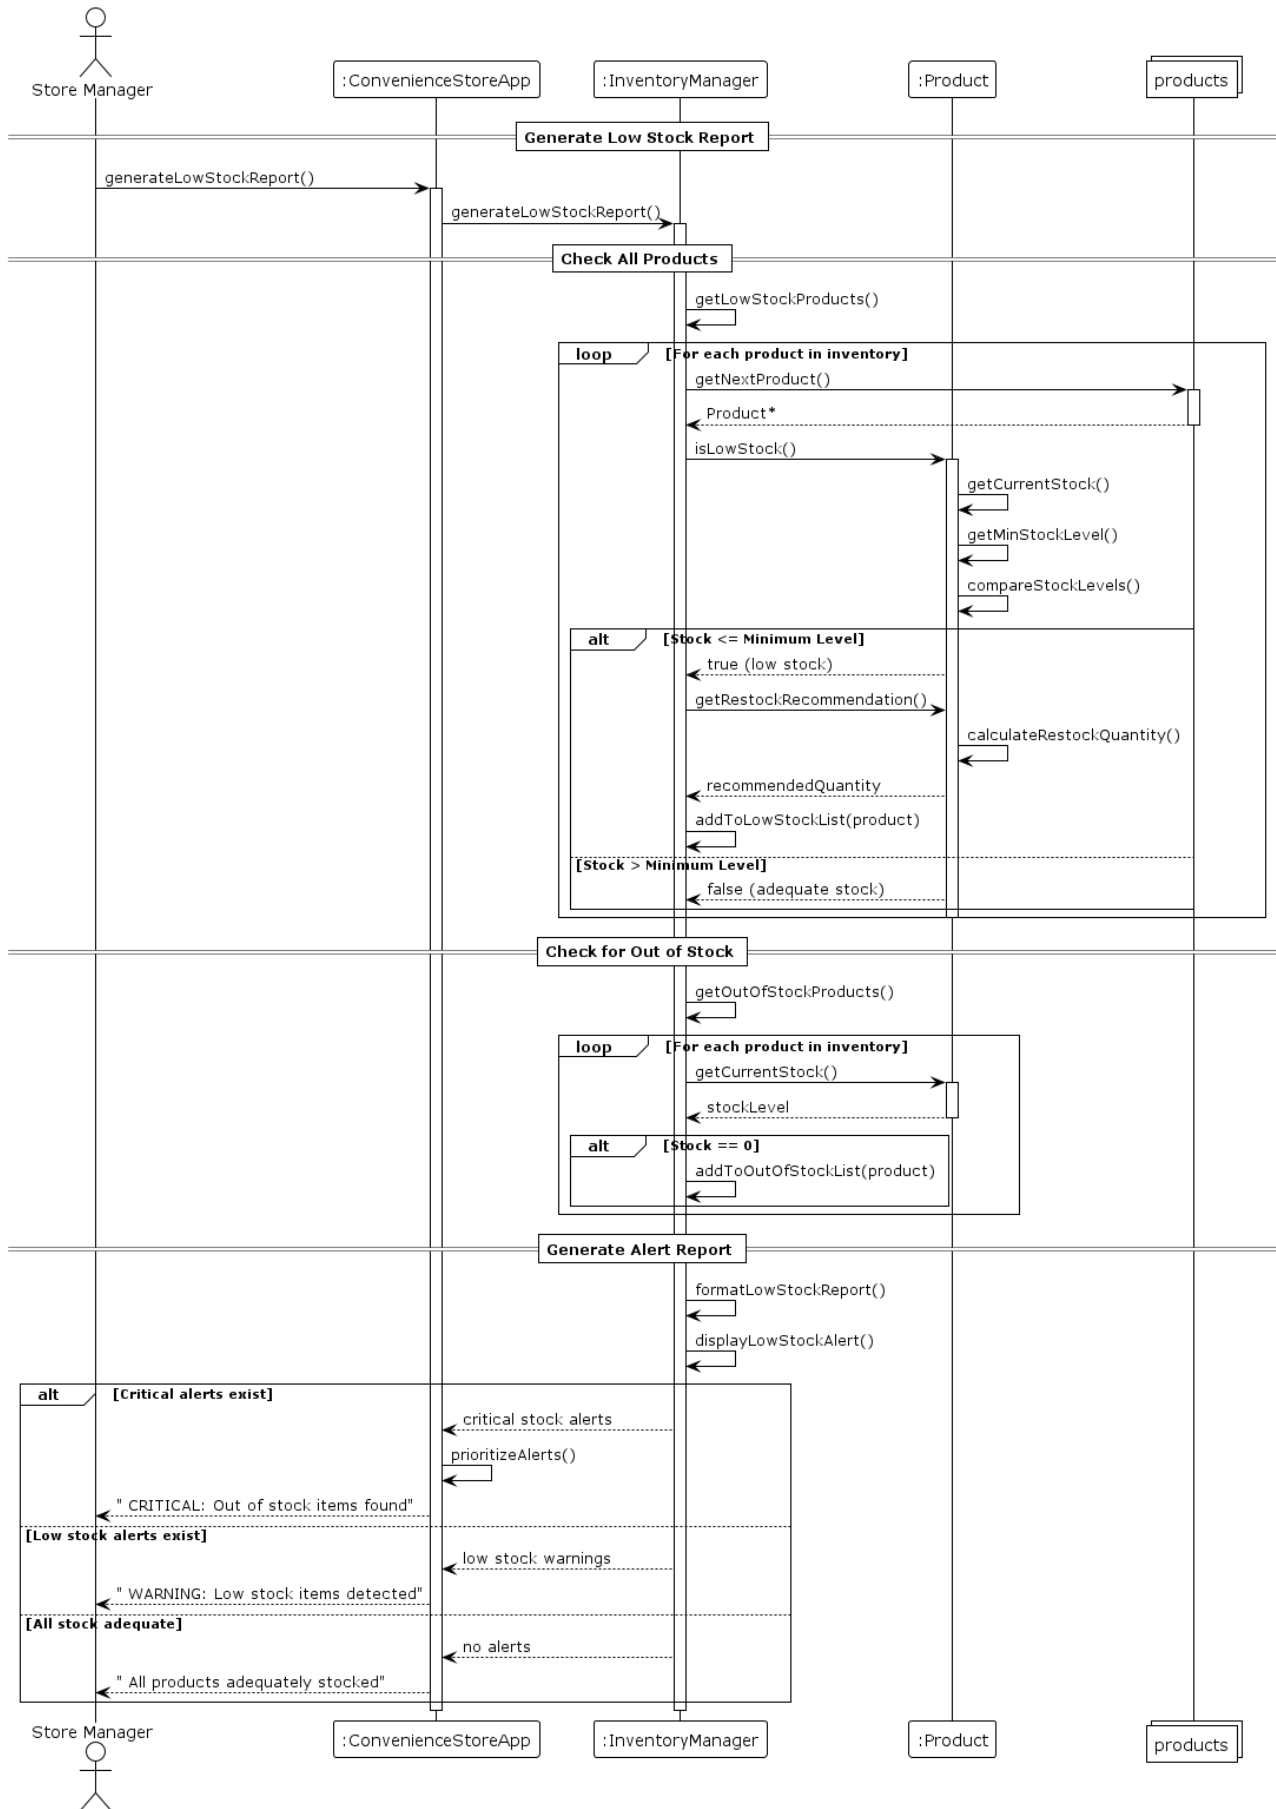 Store Manager
:ConvenienceStoreApp
:InventoryManager
:Product
products
Generate Low Stock Report
generateLowStockReport()
generateLowStockReport()
Check All Products
getLowStockProducts()
loop [For each product in inventory]
getNextProduct()
Product*
isLowStock()
getCurrentStock()
getMinStockLevel()
compareStockLevels()
alt [Stock <= Minimum Level]
true (low stock)
getRestockRecommendation()
calculateRestockQuantity()
recommendedQuantity
addToLowStockList(product)
[Stock > Minimum Level]
false (adequate stock)
Check for Out of Stock
getOutOfStockProducts()
loop [For each product in inventory]
getCurrentStock()
stockLevel
alt [Stock == 0]
addToOutOfStockList(product)
Generate Alert Report
formatLowStockReport()
displayLowStockAlert()
alt [Critical alerts exist]
critical stock alerts
prioritizeAlerts()
" CRITICAL: Out of stock items found"
[Low stock alerts exist]
low stock warnings
" WARNING: Low stock items detected"
[All stock adequate]
no alerts
" All products adequately stocked"
Store Manager
:ConvenienceStoreApp
:InventoryManager
:Product
products